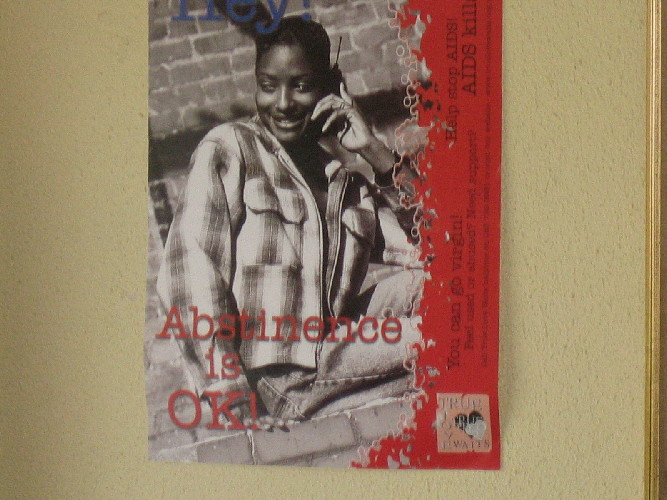 Hey!
Abstinence
is
OK!
Help stop AIDS!
AIDS kills
You can go virgin!
Feel used or abused? Need support?
TRUE
WAITS